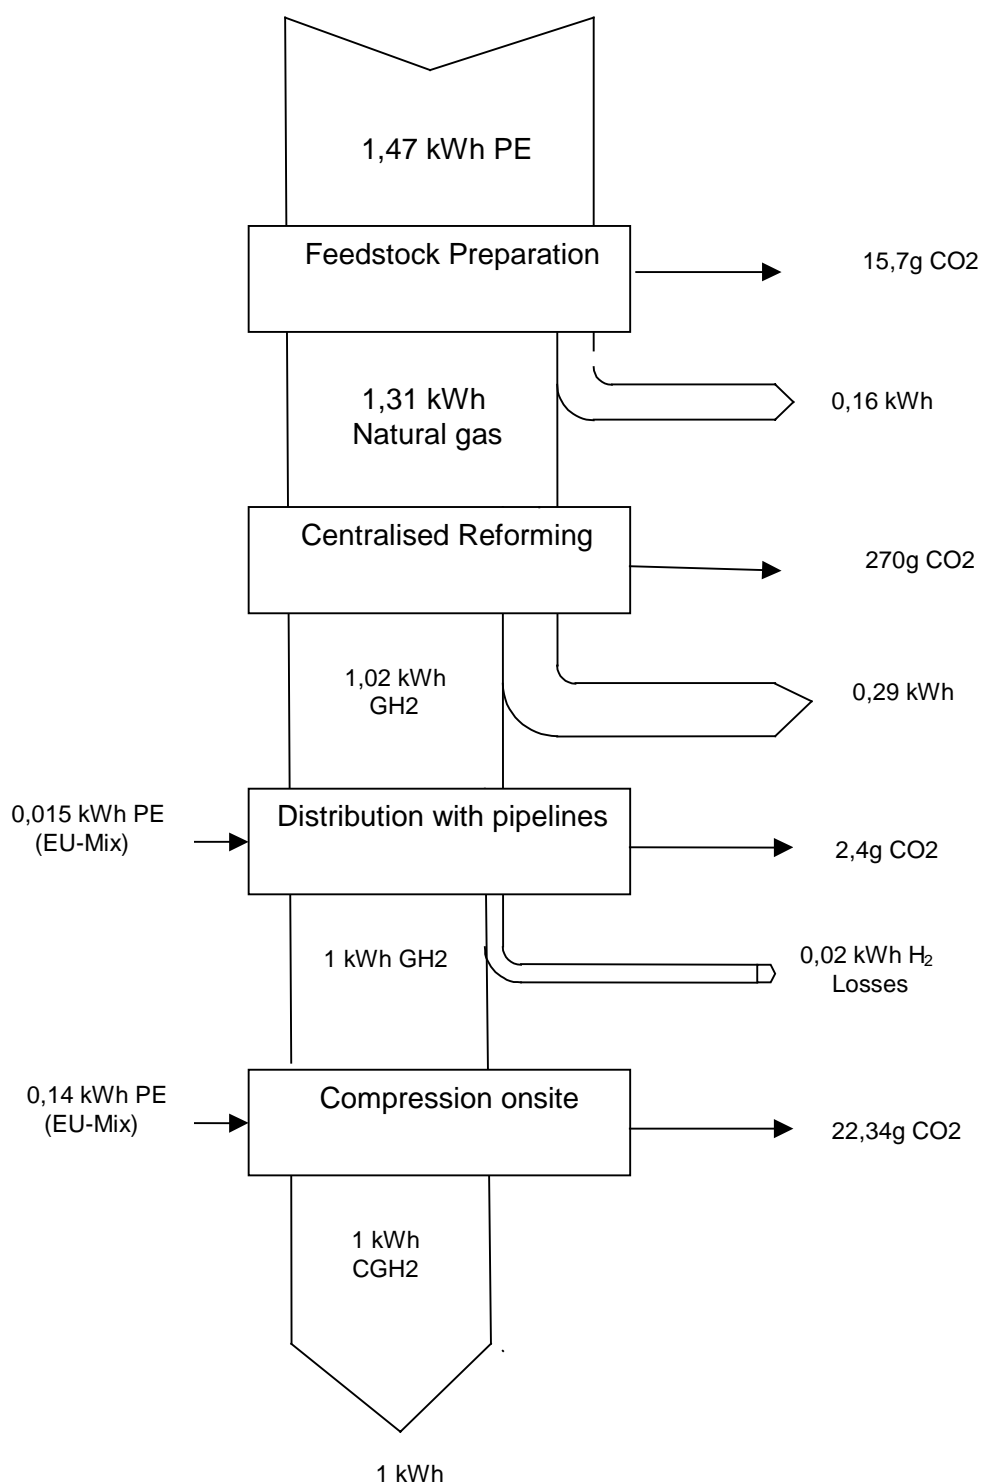 1,47 kWh PE
Feedstock Preparation
15,7g CO2
1,31 kWh
Natural gas
0,16 kWh
Centralised Reforming
270g CO2
1,02 kWh
GH2
0,29 kWh
0,015 kWh PE
(EU-Mix)
Distribution with pipelines
2,4g CO2
1 kWh GH2
0,02 kWh H₂
Losses
0,14 kWh PE
(EU-Mix)
Compression onsite
22,34g CO2
1 kWh
CGH2
1 kWh